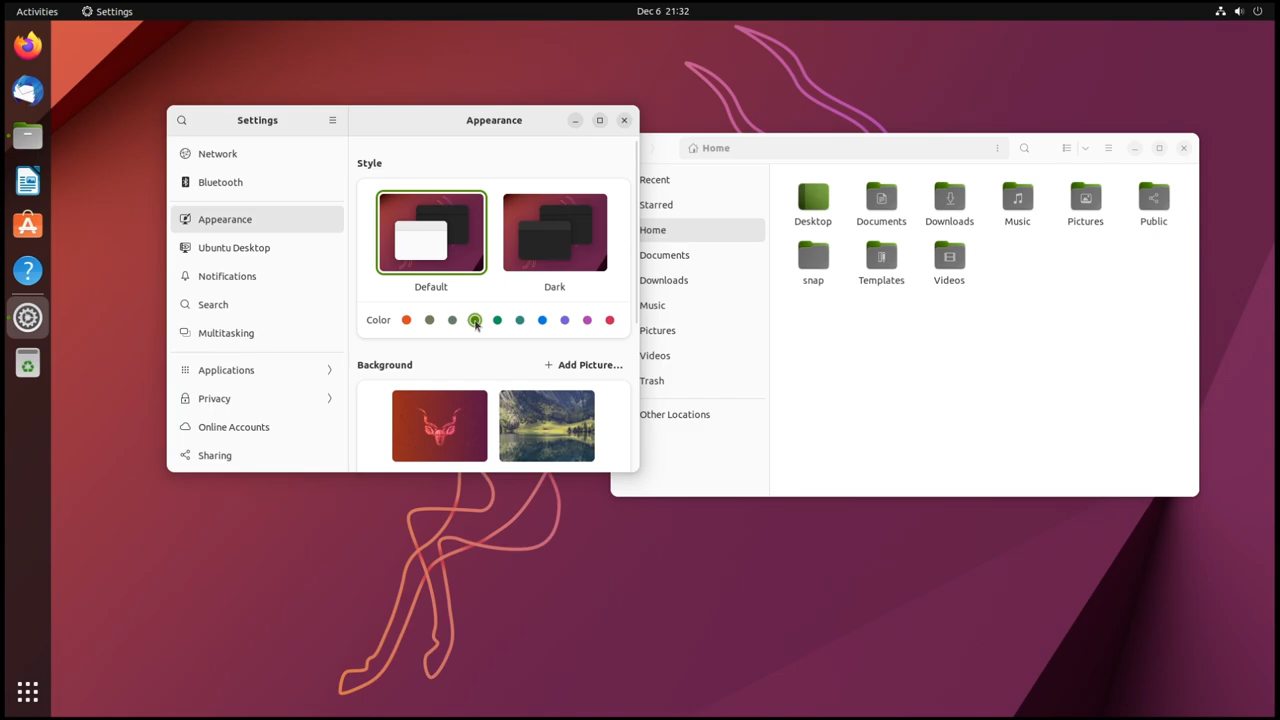 Activities
Settings
Dec 6 21:32
Settings
Appearance
Network
Bluetooth
Appearance
Ubuntu Desktop
Notifications
Search
Multitasking
Applications
Privacy
Online Accounts
Sharing
Style
Default
Dark
Color
Background
Add Picture...
Home
Recent
Starred
Home
Documents
Downloads
Music
Pictures
Videos
Trash
Other Locations
Desktop
Documents
Downloads
Music
Pictures
Public
snap
Templates
Videos